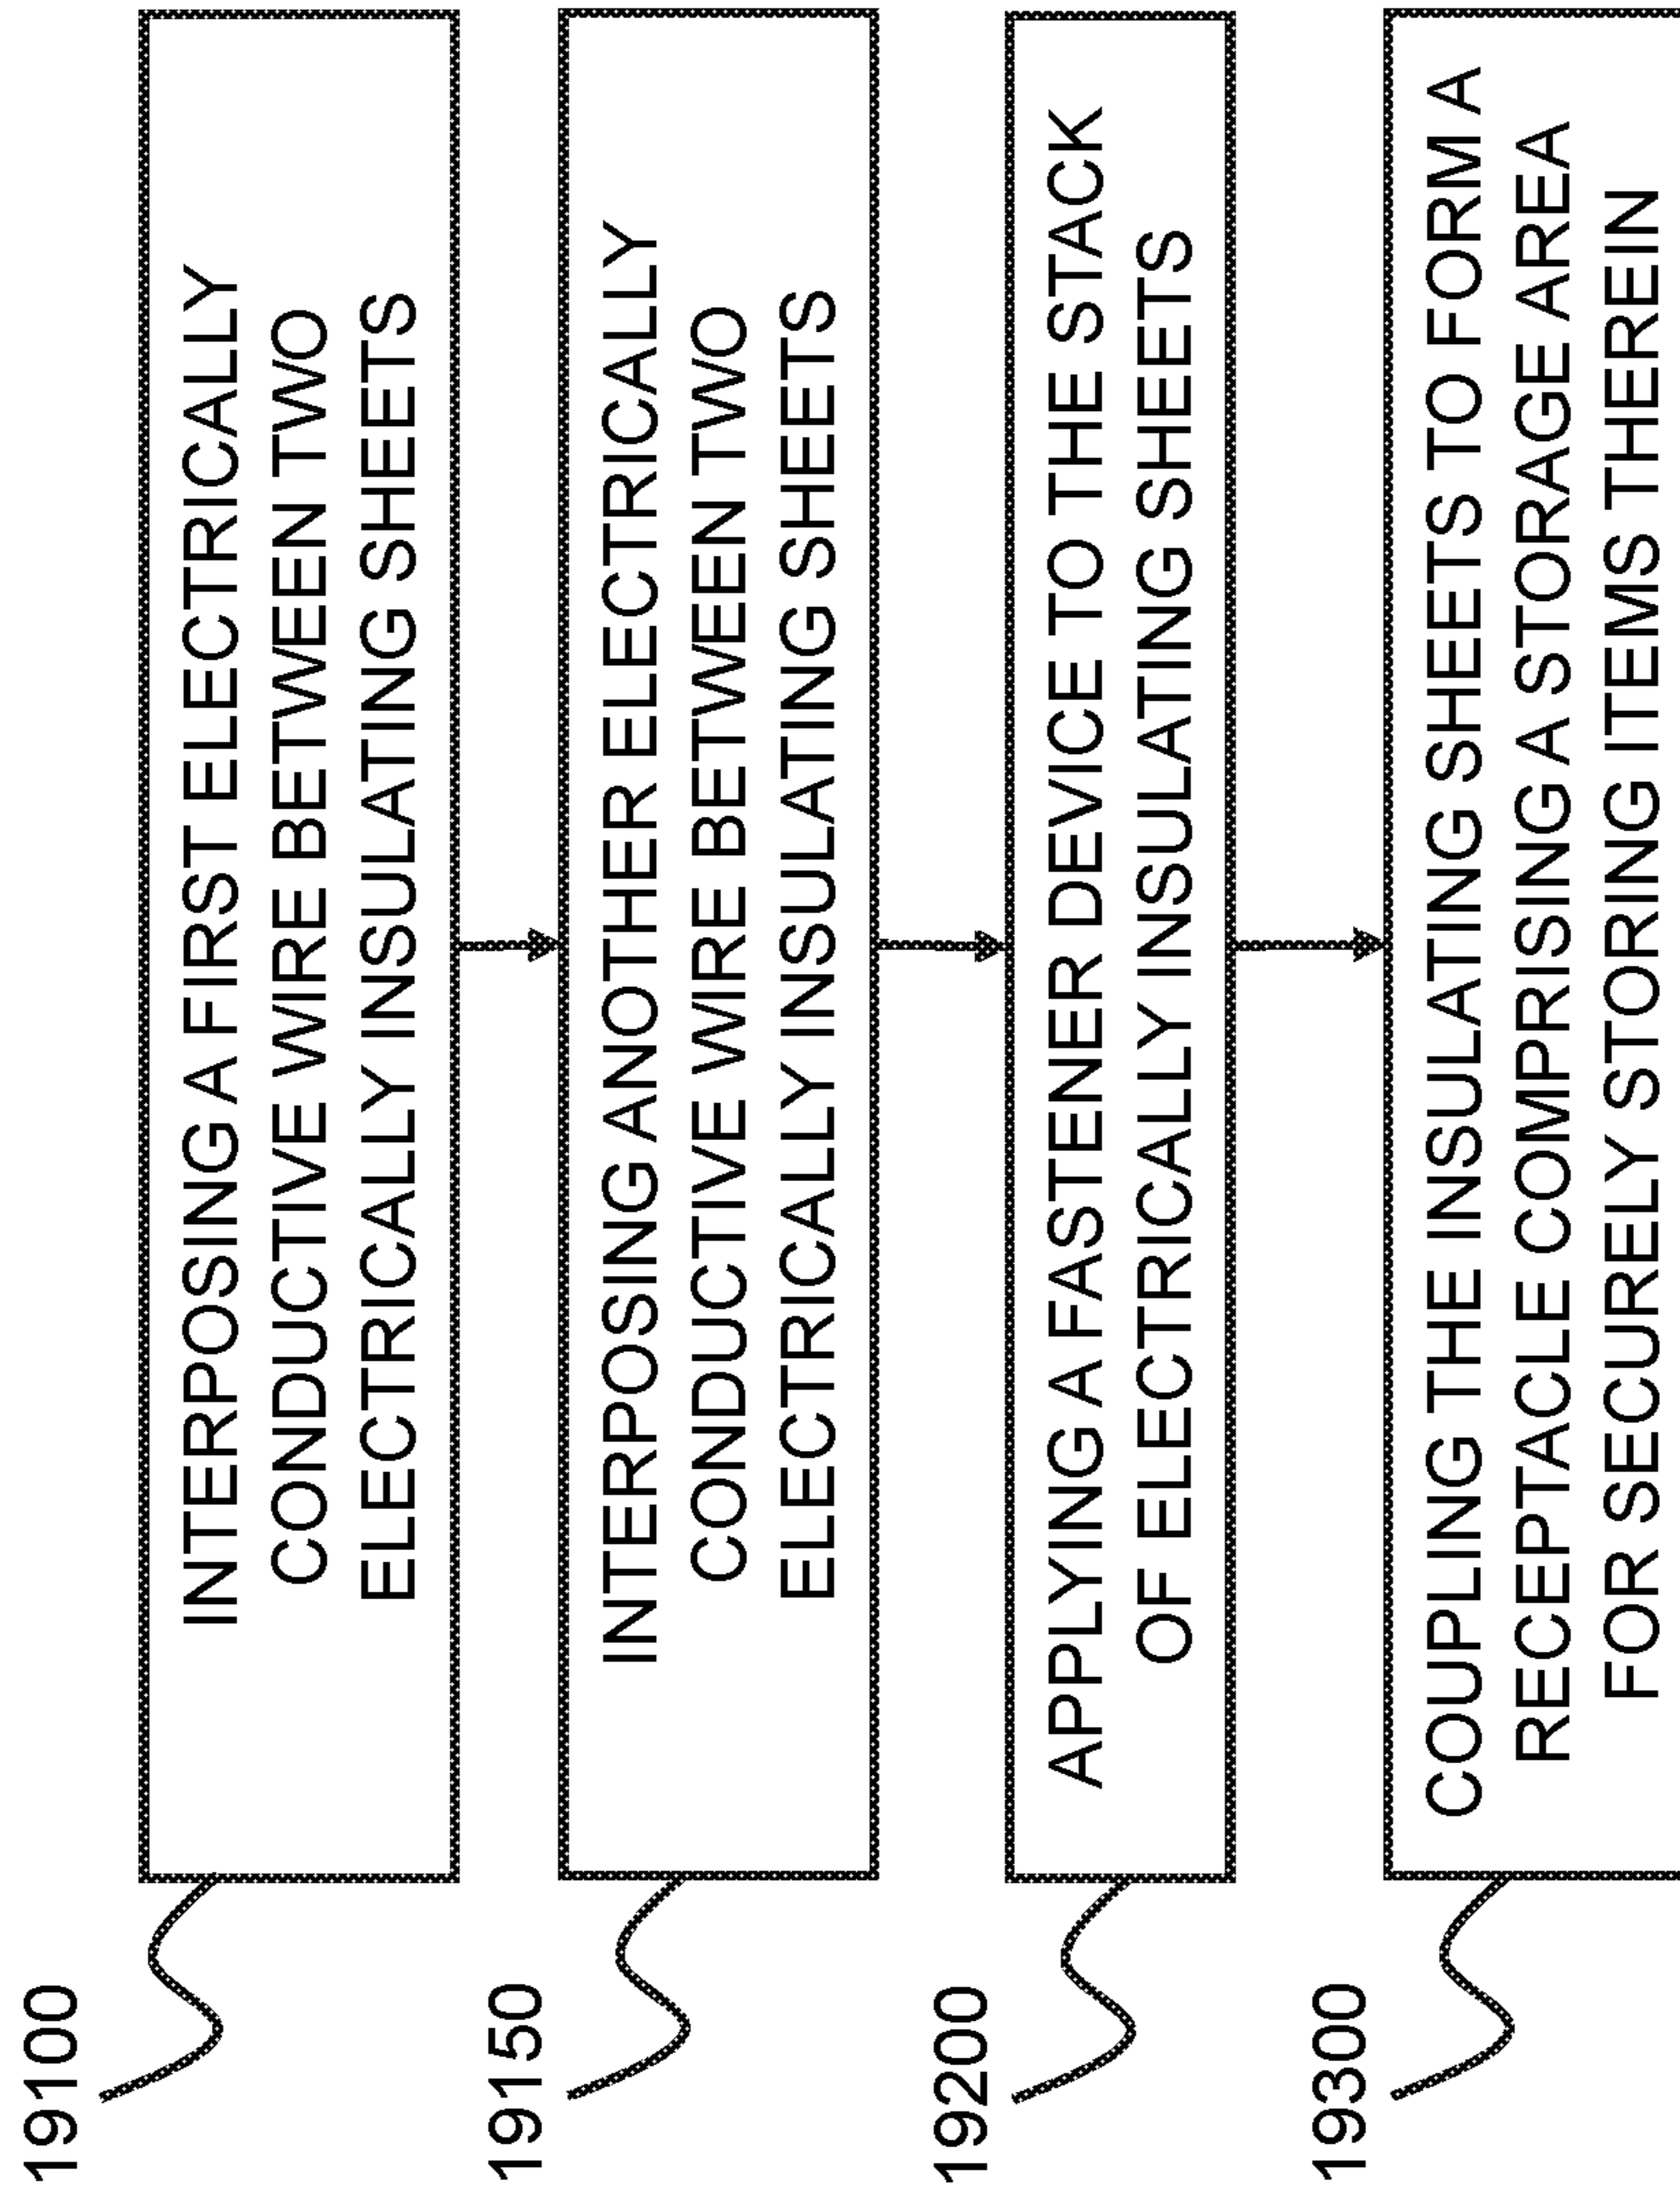 19100
INTERPOSING A FIRST ELECTRICALLY
CONDUCTIVE WIRE BETWEEN TWO
ELECTRICALLY INSULATING SHEETS
19150
INTERPOSING ANOTHER ELECTRICALLY
CONDUCTIVE WIRE BETWEEN TWO
ELECTRICALLY INSULATING SHEETS
19200
APPLYING A FASTENER DEVICE TO THE STACK
OF ELECTRICALLY INSULATING SHEETS
19300
COUPLING THE INSULATING SHEETS TO FORM A
RECEPTACLE COMPRISING A STORAGE AREA
FOR SECURELY STORING ITEMS THEREIN